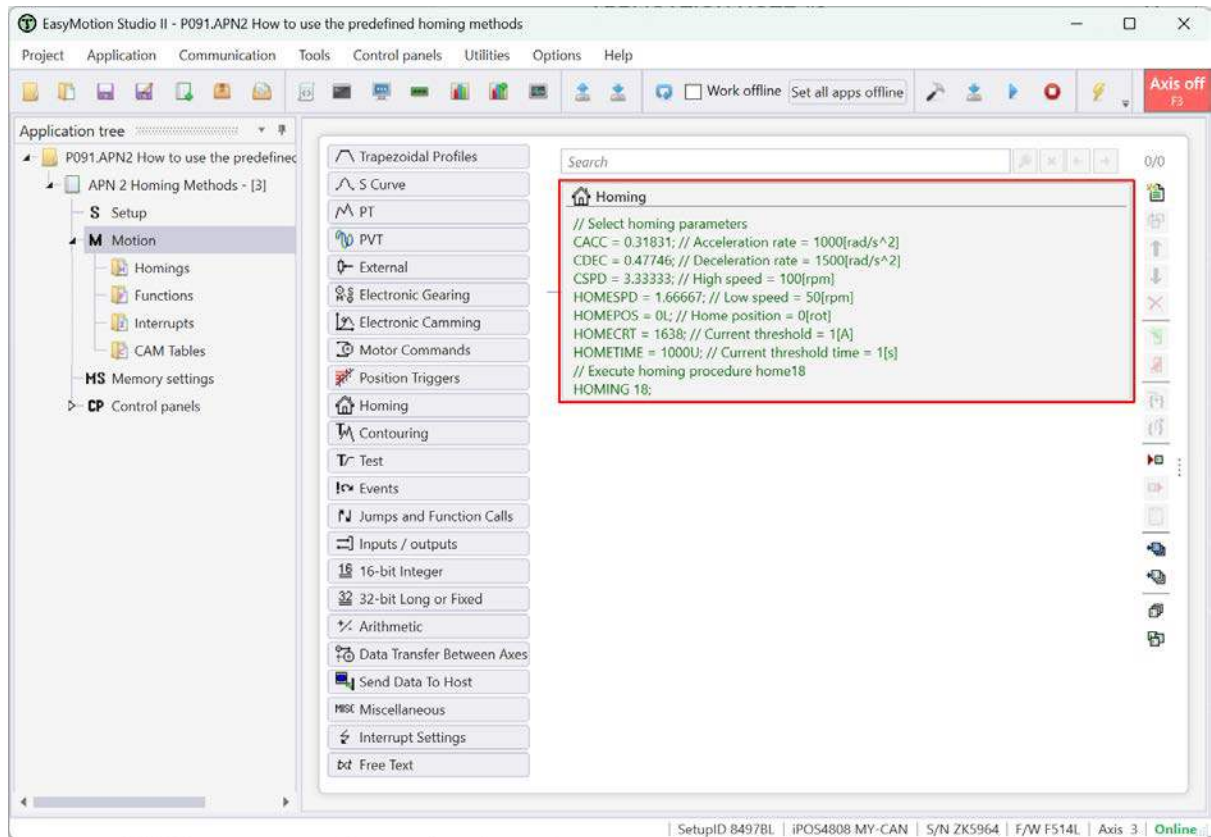 EasyMotion Studio II - P091.APN2 How to use the predefined homing methods
Project Application Communication Tools Control panels Utilities Options Help
Work offline Set all apps offline Axis off
F3
Application tree
P091.APN2 How to use the predefinec
APN 2 Homing Methods - [3]
S Setup
M Motion
Homings
Functions
Interrupts
CAM Tables
MS Memory settings
CP Control panels
Trapezoidal Profiles
S Curve
PT
PVT
External
Electronic Gearing
Electronic Camming
Motor Commands
Position Triggers
Homing
Contouring
Test
Events
Jumps and Function Calls
Inputs / outputs
16 16-bit Integer
32 32-bit Long or Fixed
Arithmetic
Data Transfer Between Axes
Send Data To Host
MISC Miscellaneous
Interrupt Settings
txt Free Text
Search 0/0
Homing
// Select homing parameters
CACC = 0.31831; // Acceleration rate = 1000[rad/s^2]
CDEC = 0.47746; // Deceleration rate = 1500[rad/s^2]
CSPD = 3.33333; // High speed = 100[rpm]
HOMESPD = 1.66667; // Low speed = 50[rpm]
HOMEPOS = 0L; // Home position = 0[rot]
HOMECRT = 1638; // Current threshold = 1[A]
HOMETIME = 1000U; // Current threshold time = 1[s]
// Execute homing procedure home18
HOMING 18;
SetupID 8497BL iPOS4808 MY-CAN S/N ZK5964 F/W F514L Axis 3 Online